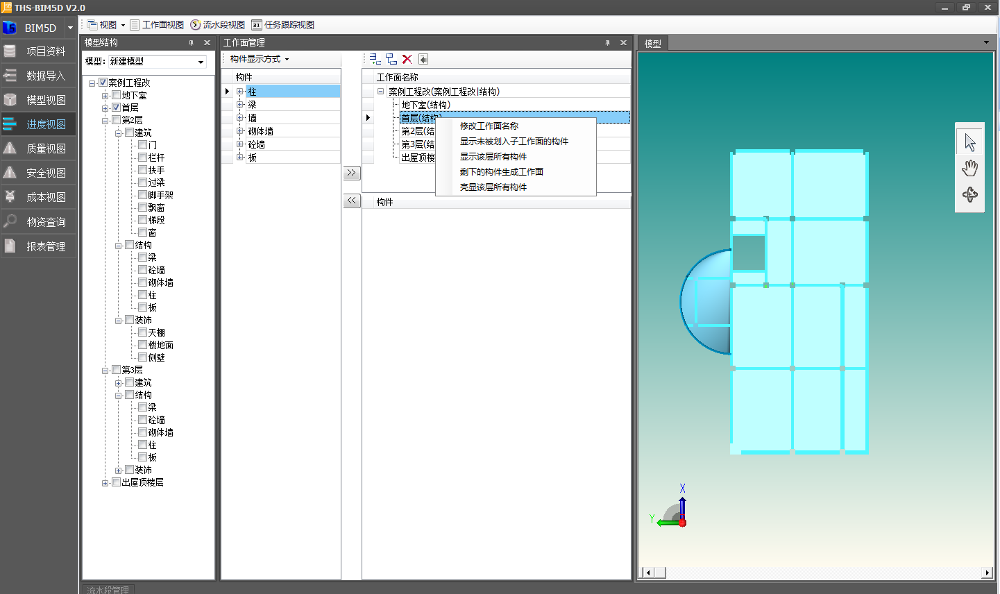 THS-BIM5D V2.0
BIM5D
项目资料
数据导入
模型视图
进度视图
质量视图
安全视图
成本视图
物资查询
报表管理
视图
工作面视图
流水段视图
31 任务跟踪视图
模型结构
模型: 新建模型
案例工程改
地下室
首层
第2层
建筑
门
栏杆
扶手
过梁
脚手架
飘窗
梯段
窗
结构
梁
砼墙
砌体墙
柱
板
装饰
天棚
楼地面
侧壁
第3层
建筑
结构
梁
砼墙
砌体墙
柱
板
装饰
出屋顶楼层
工作面管理
构件显示方式
构件
柱
梁
墙
砌体墙
砼墙
板
>>
<<
工作面名称
案例工程改(案例工程改|结构)
地下室(结构)
首层(结构)
第2层(结
第3层(结
出屋顶楼
修改工作面名称
显示未被划入子工作面的构件
显示该层所有构件
剩下的构件生成工作面
亮显该层所有构件
构件
模型
X
Y
流水段管理